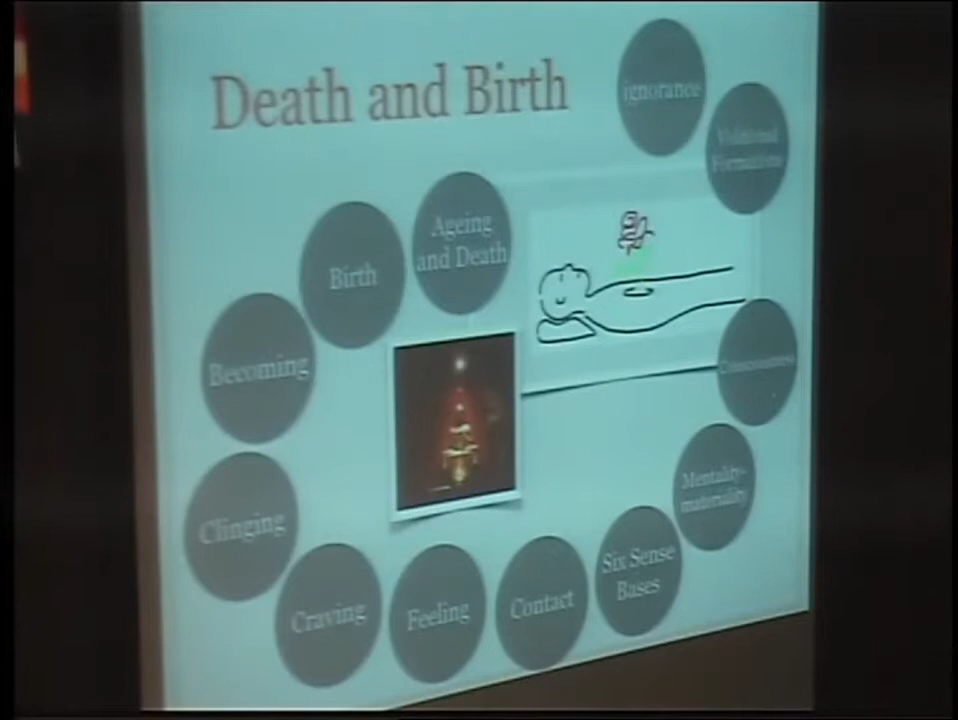 Death and Birth
ignorance
Volitional
Formations
Consciousness
Mentality-
materiality
Six Sense
Bases
Contact
Feeling
Craving
Clinging
Becoming
Birth
Ageing
and Death